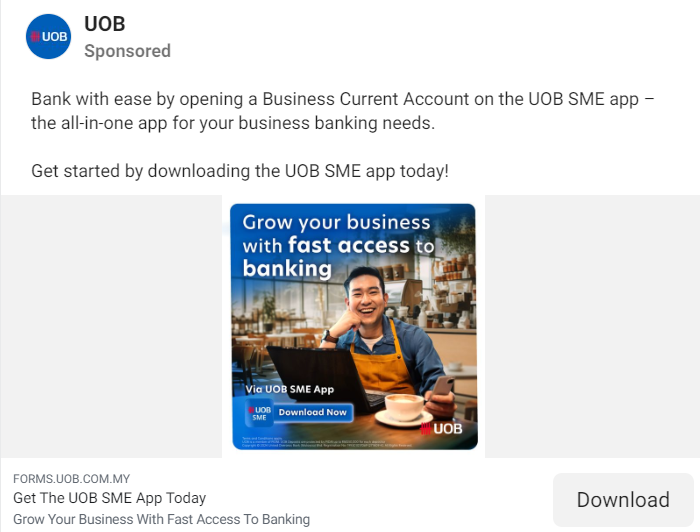 UOB
UOB
Sponsored
Bank with ease by opening a Business Current Account on the UOB SME app –
the all-in-one app for your business banking needs.
Get started by downloading the UOB SME app today!
Grow your business
with fast access to
banking
Via UOB SME App
UOB
SME
Download Now
UOB
FORMS.UOB.COM.MY
Get The UOB SME App Today
Grow Your Business With Fast Access To Banking
Download